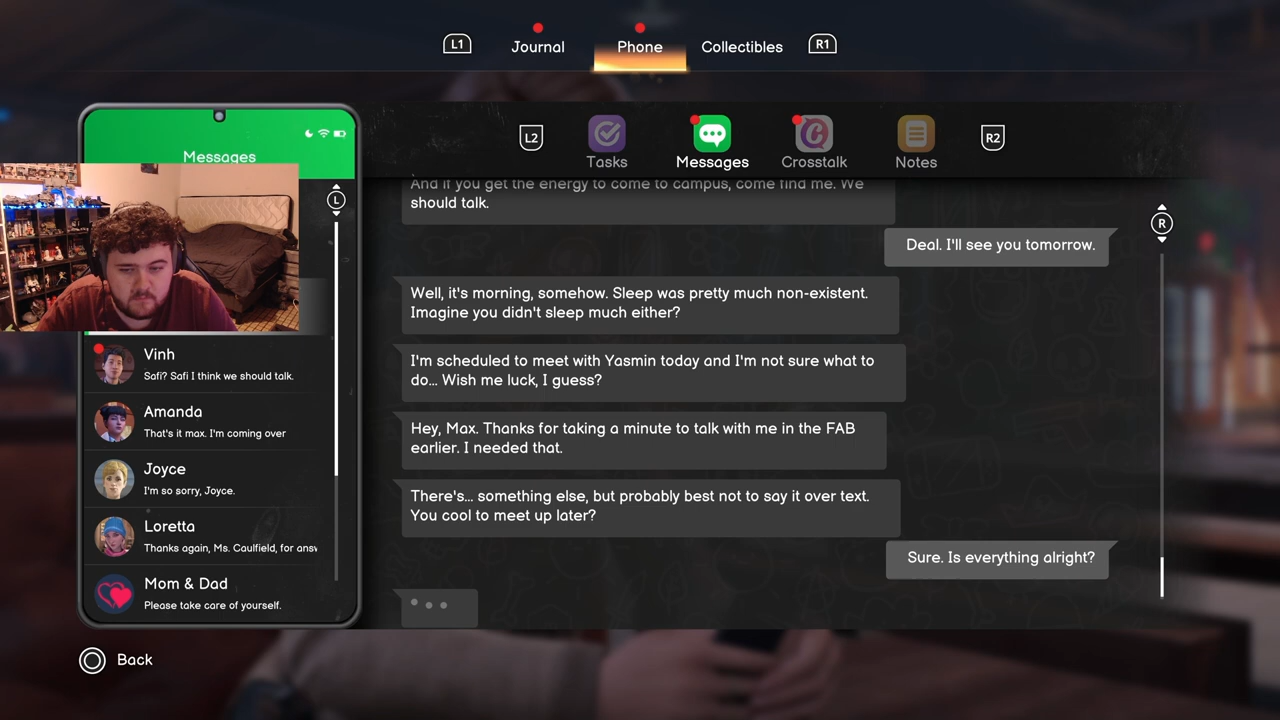 L1
Journal
Phone
Collectibles
R1
Messages
L
L2
Tasks
Messages
Crosstalk
Notes
R2
And if you get the energy to come to campus, come find me. We
should talk.
R
Deal. I'll see you tomorrow.
Well, it's morning, somehow. Sleep was pretty much non-existent.
Imagine you didn't sleep much either?
I'm scheduled to meet with Yasmin today and I'm not sure what to
do... Wish me luck, I guess?
Hey, Max. Thanks for taking a minute to talk with me in the FAB
earlier. I needed that.
There's... something else, but probably best not to say it over text.
You cool to meet up later?
Sure. Is everything alright?
Vinh
Safi? Safi I think we should talk.
Amanda
That's it max. I'm coming over
Joyce
I'm so sorry, Joyce.
Loretta
Thanks again, Ms. Caulfield, for answ
Mom & Dad
Please take care of yourself.
Back